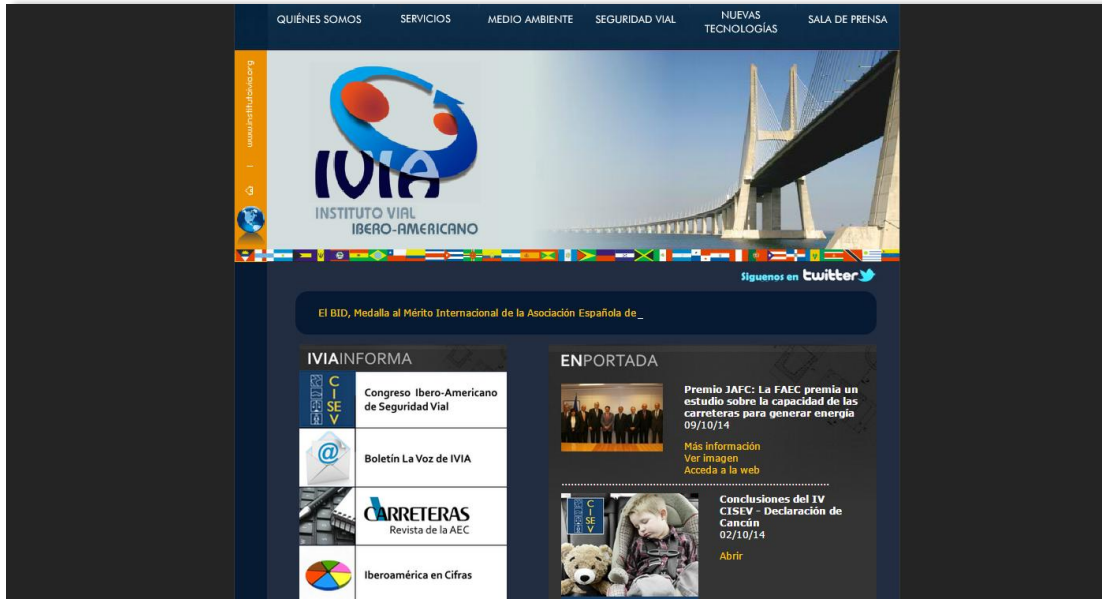 QUIÉNES SOMOS
SERVICIOS
MEDIO AMBIENTE
SEGURIDAD VIAL
NUEVAS
TECNOLOGÍAS
SALA DE PRENSA
www.institutoivia.org
IVIA
INSTITUTO VIAL
IBERO-AMERICANO
Síguenos en twitter
El BID, Medalla al Mérito Internacional de la Asociación Española de _
IVIAINFORMA
CISEV
Congreso Ibero-Americano
de Seguridad Vial
@
Boletín La Voz de IVIA
CARRETERAS
Revista de la AEC
Iberoamérica en Cifras
ENPORTADA
Premio JAFC: La FAEC premia un
estudio sobre la capacidad de las
carreteras para generar energía
09/10/14
Más información
Ver imagen
Acceda a la web
CISEV
Conclusiones del IV
CISEV - Declaración de
Cancún
02/10/14
Abrir